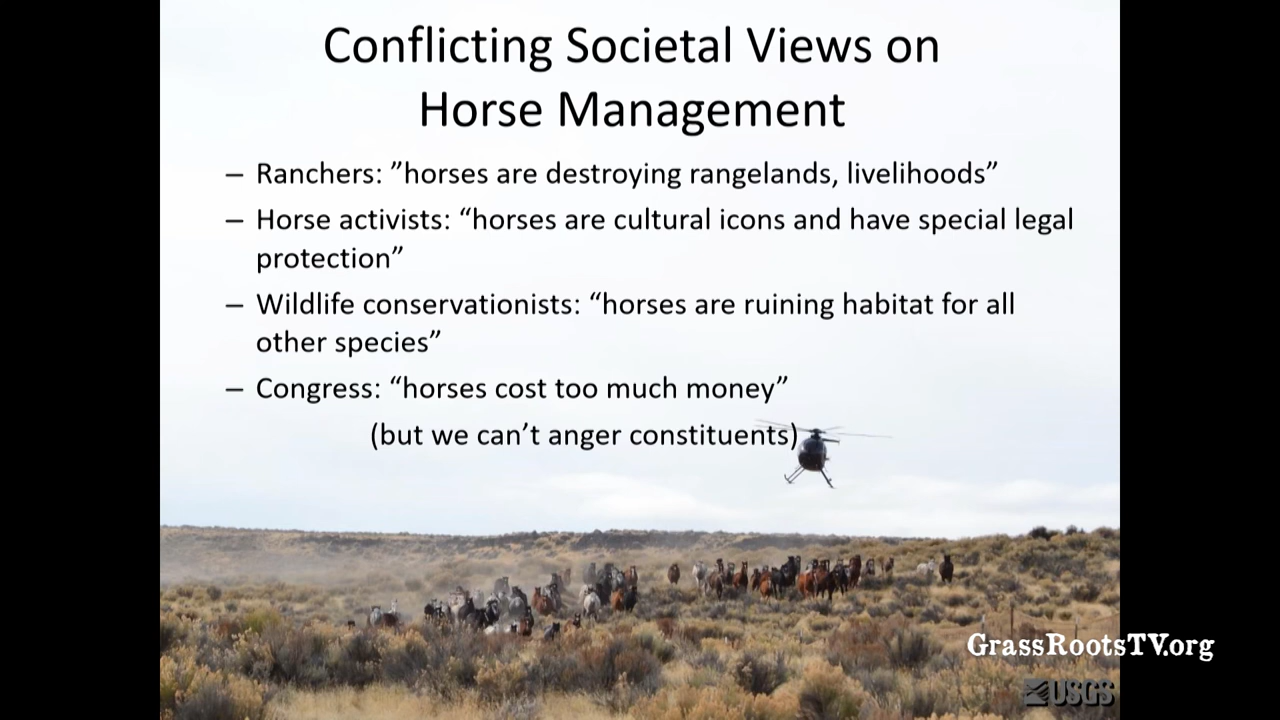 Conflicting Societal Views on
Horse Management
– Ranchers: ”horses are destroying rangelands, livelihoods”
– Horse activists: “horses are cultural icons and have special legal
protection”
– Wildlife conservationists: “horses are ruining habitat for all
other species”
– Congress: “horses cost too much money”
(but we can’t anger constituents)
GrassRootsTV.org
USGS